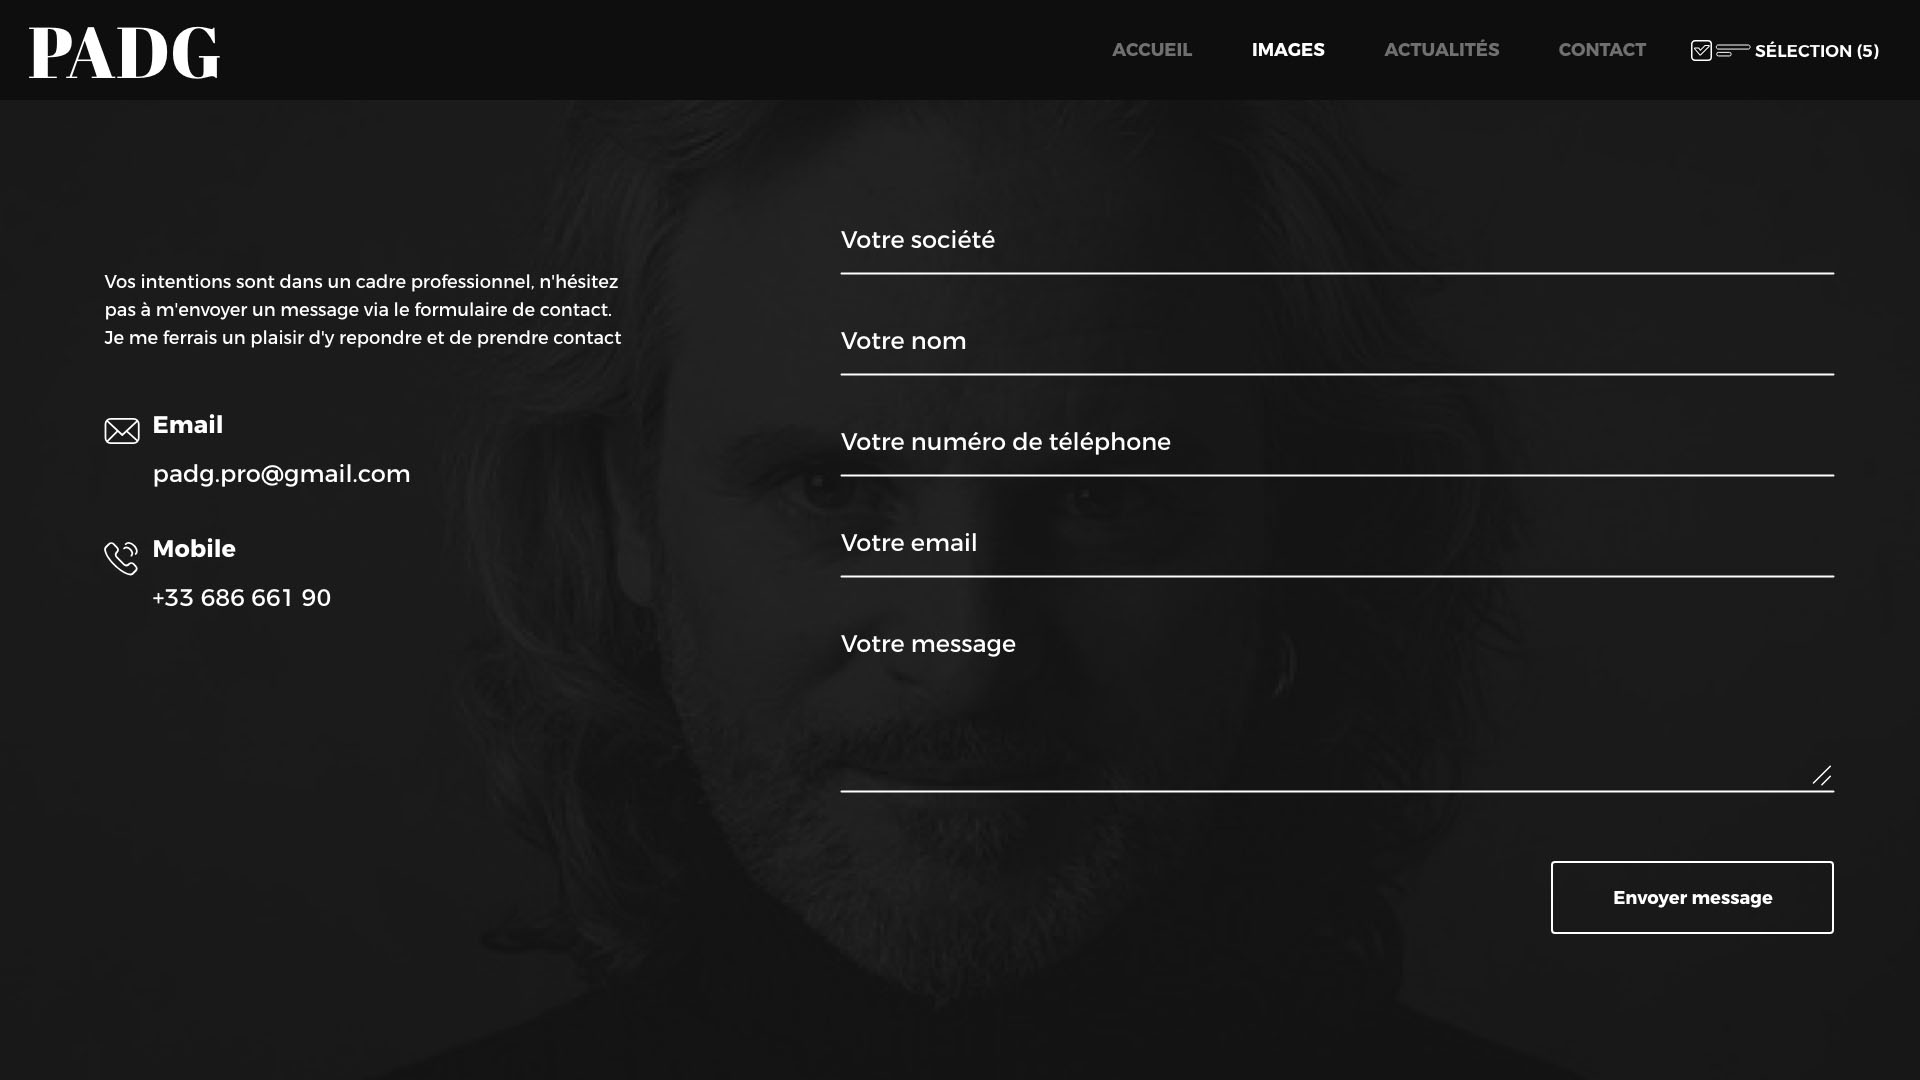 PADG
ACCUEIL
IMAGES
ACTUALITÉS
CONTACT
SÉLECTION (5)
Vos intentions sont dans un cadre professionnel, n'hésitez
pas à m'envoyer un message via le formulaire de contact.
Je me ferrais un plaisir d'y repondre et de prendre contact
Email
padg.pro@gmail.com
Mobile
+33 686 661 90
Votre société
Votre nom
Votre numéro de téléphone
Votre email
Votre message
Envoyer message